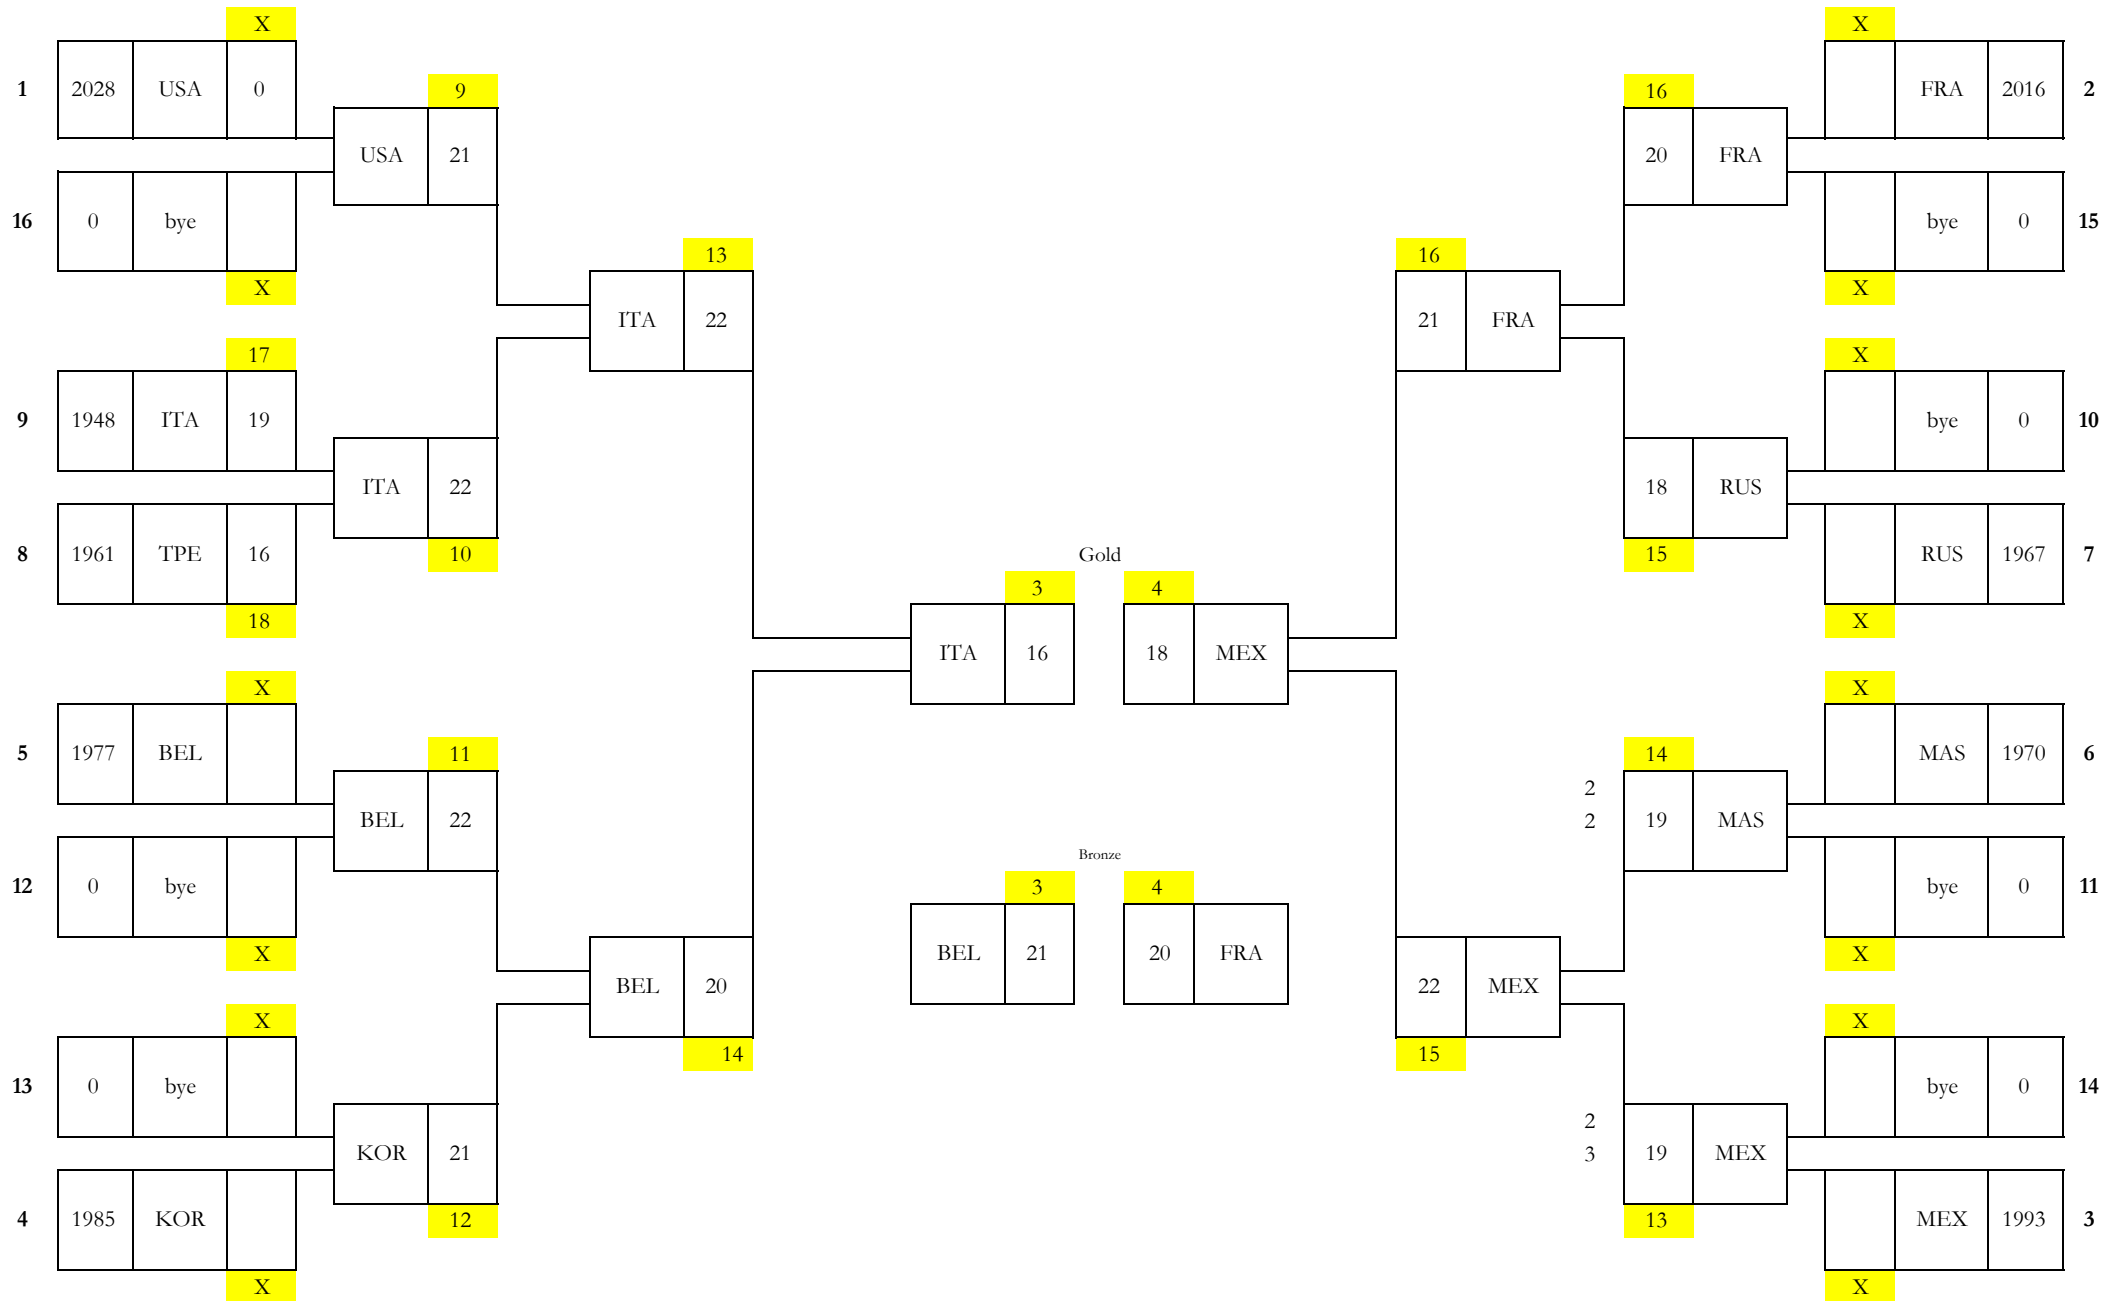 X X
1 2028 USA 0 9 16 FRA 2016 2
USA 21 20 FRA
16 0 bye bye 0 15
13 16
X X
ITA 22 21 FRA
17 X
9 1948 ITA 19 bye 0 10
ITA 22 18 RUS
8 1961 TPE 16 10 Gold 15 RUS 1967 7
3 4
18 X
ITA 16 18 MEX
X X
5 1977 BEL 11 14 MAS 1970 6
2
BEL 22 2 19 MAS
Bronze
12 0 bye 3 4 bye 0 11
X BEL 21 20 FRA X
BEL 20 22 MEX
X X
14 15
13 0 bye bye 0 14
2
KOR 21 3 19 MEX
4 1985 KOR 12 13 MEX 1993 3
X X